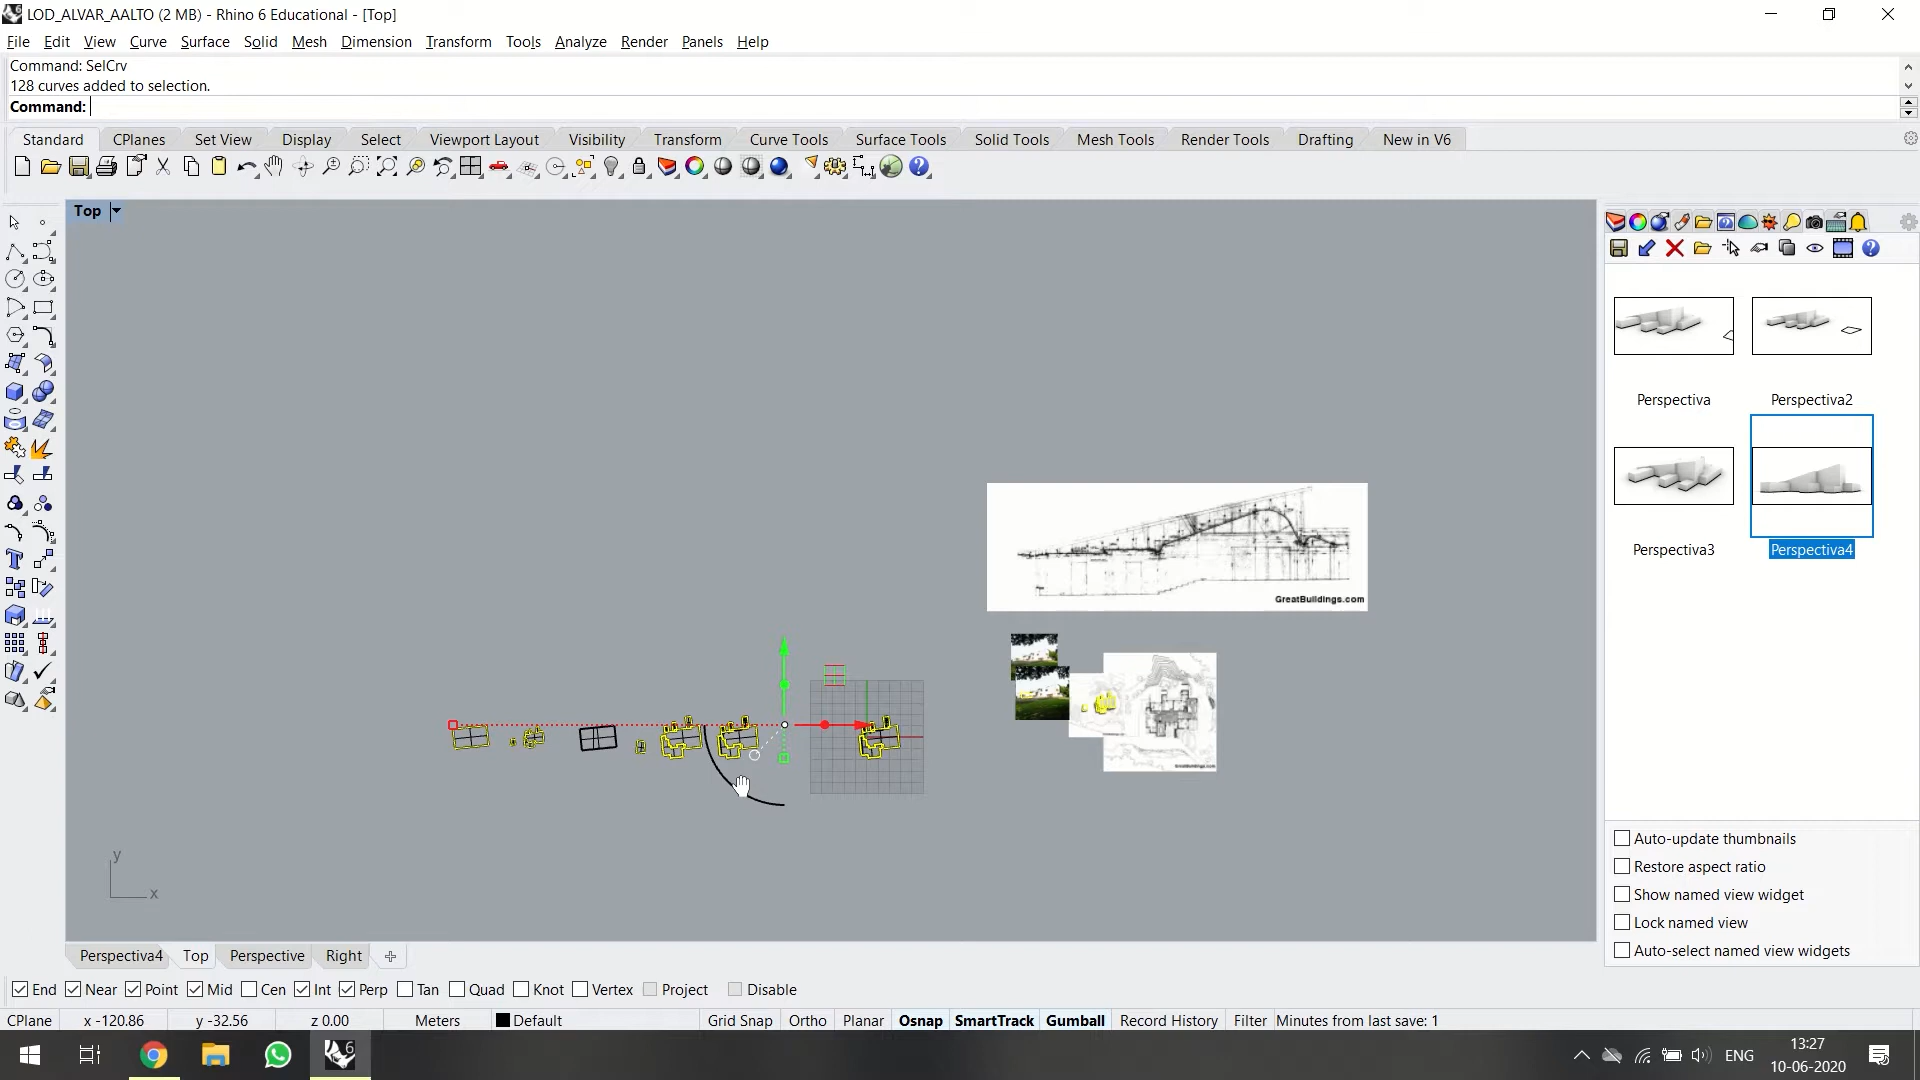 LOD_ALVAR_AALTO (2 MB) - Rhino 6 Educational - [Top]
File Edit View Curve Surface Solid Mesh Dimension Transform Tools Analyze Render Panels Help
Command: SelCrv
128 curves added to selection.
Command:
Standard CPlanes Set View Display Select Viewport Layout Visibility Transform Curve Tools Surface Tools Solid Tools Mesh Tools Render Tools Drafting New in V6
Top
Perspectiva Perspectiva2
Perspectiva3 Perspectiva4
GreatBuildings.com
y
x
Auto-update thumbnails
Restore aspect ratio
Show named view widget
Lock named view
Auto-select named view widgets
Perspectiva4 Top Perspective Right
End Near Point Mid Cen Int Perp Tan Quad Knot Vertex Project Disable
CPlane x -120.86 y -32.56 z 0.00 Meters Default Grid Snap Ortho Planar Osnap SmartTrack Gumball Record History Filter Minutes from last save: 1
6
ENG
13:27
10-06-2020